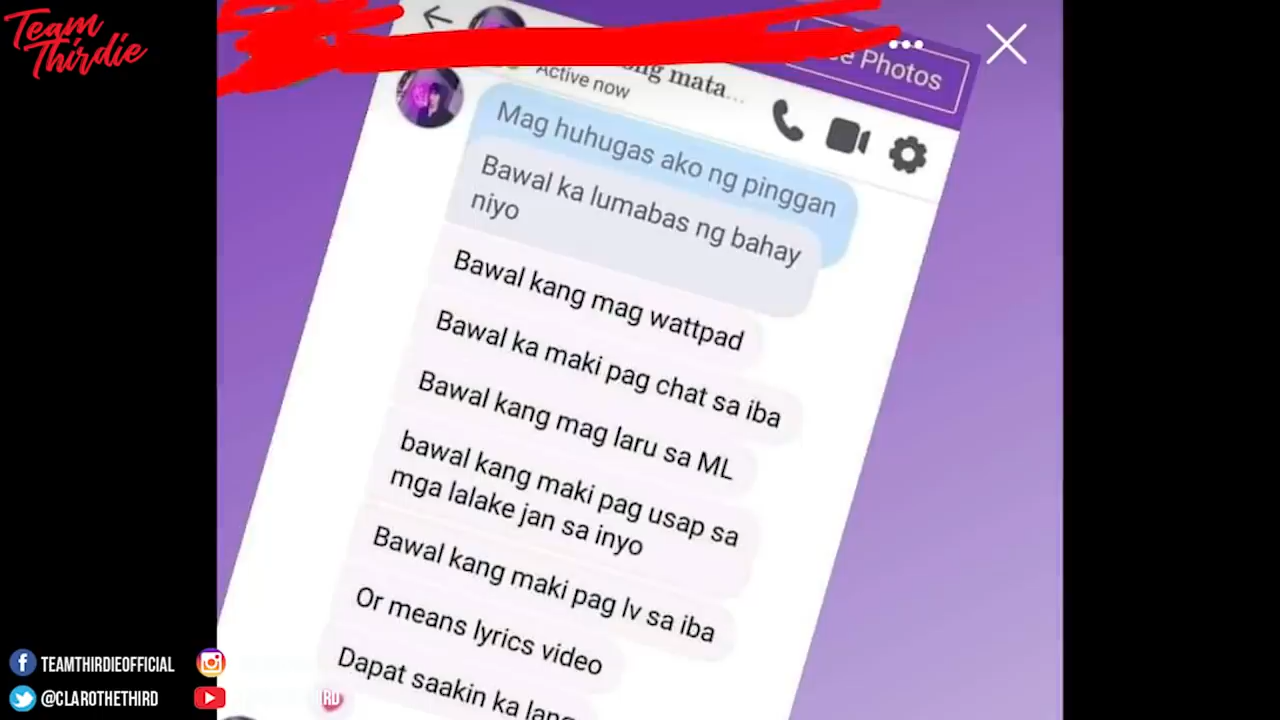 Team
Thirdie
ce Photos
ong mata...
Active now
Mag huhugas ako ng pinggan
Bawal ka lumabas ng bahay
niyo
Bawal kang mag wattpad
Bawal ka maki pag chat sa iba
Bawal kang mag laru sa ML
bawal kang maki pag usap sa
mga lalake jan sa inyo
Bawal kang maki pag lv sa iba
Or means lyrics video
Dapat saakin ka lang
TEAMTHIRDIEOFFICIAL
@CLAROTHETHIRD
IRD